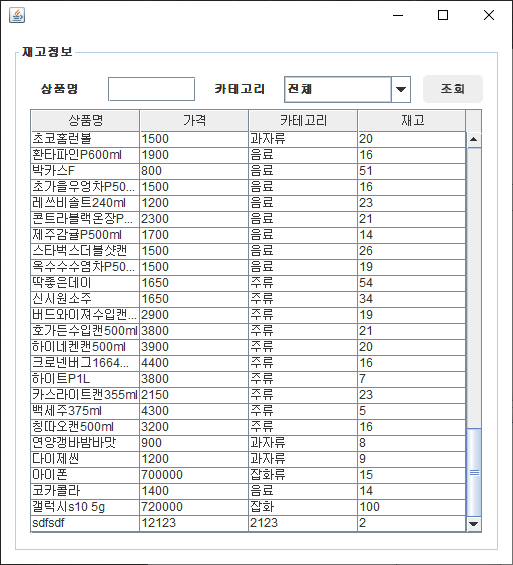 재고정보
상품명 카테고리 전체 조회
상품명 가격 카테고리 재고
초코홈런볼 1500 과자류 20
환타파인P600ml 1900 음료 16
박카스F 800 음료 51
초가을우엉차P50... 1500 음료 16
레쓰비솔트240ml 1200 음료 23
콘트라블랙온장P... 2300 음료 21
제주감귤P500ml 1700 음료 14
스타벅스더블샷캔 1500 음료 26
옥수수수염차P50... 1500 음료 19
딱좋은데이 1650 주류 54
신시원소주 1650 주류 34
버드와이져수입캔... 2900 주류 19
호가든수입캔500ml 3800 주류 21
하이네켄캔500ml 3900 주류 20
크로넨버그1664... 4400 주류 16
하이트P1L 3800 주류 7
카스라이트캔355ml 2150 주류 23
백세주375ml 4300 주류 5
칭따오캔500ml 3200 주류 16
연양갱바밤바맛 900 과자류 8
다이제씬 1200 과자류 9
아이폰 700000 잡화류 15
코카콜라 1400 음료 14
갤럭시s10 5g 720000 잡화 100
sdfsdf 12123 2123 2